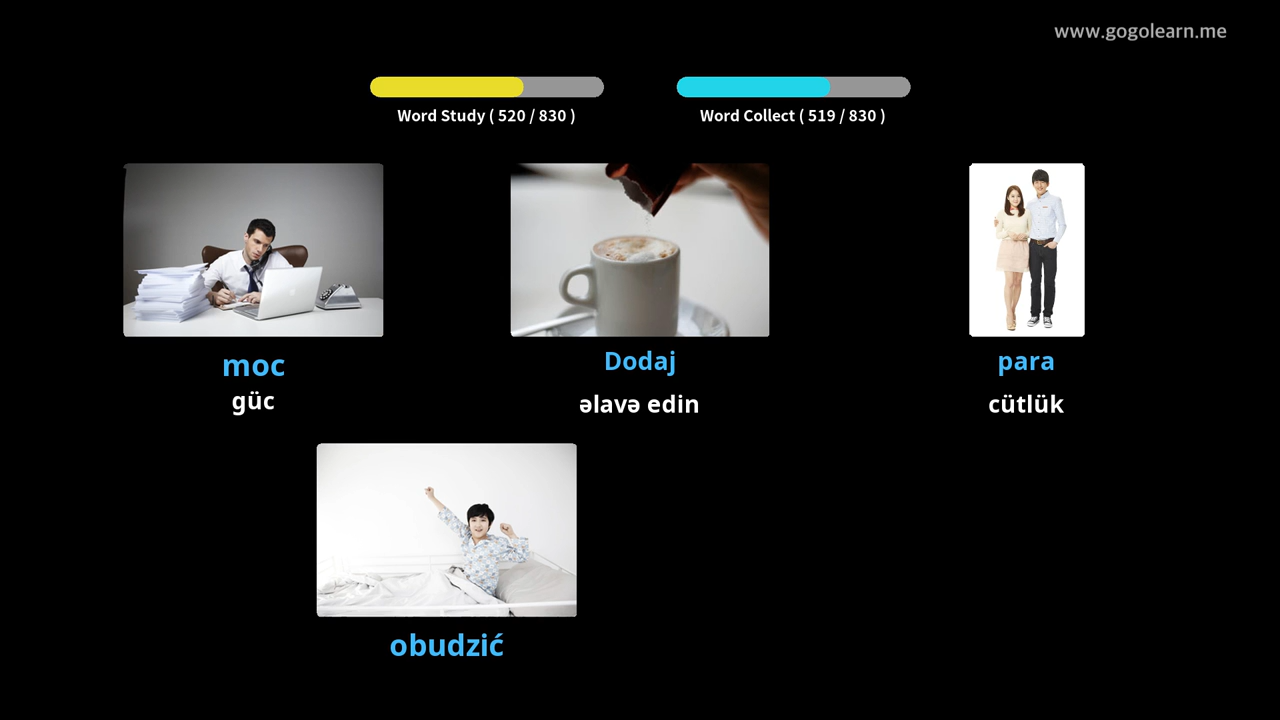 www.gogolearn.me
Word Study ( 520 / 830 )
Word Collect ( 519 / 830 )
moc
güc
Dodaj
əlavə edin
para
cütlük
obudzić